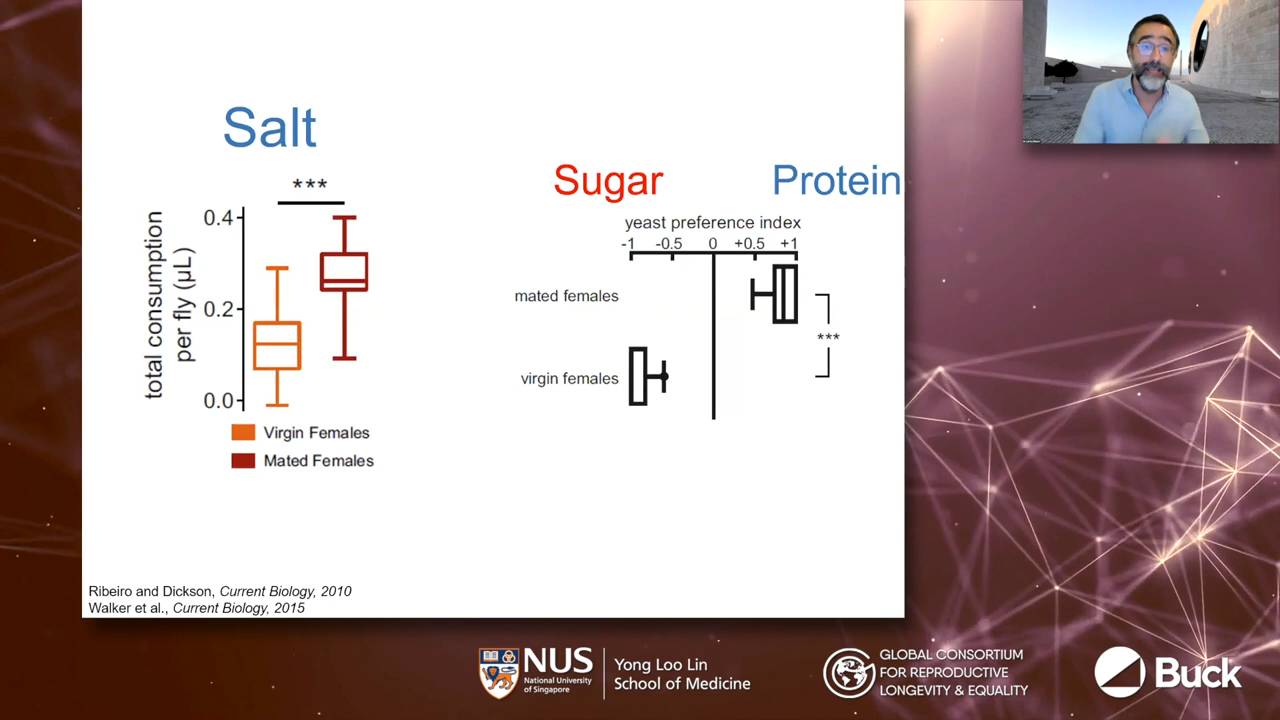 Salt
***
0.4
0.2
0.0
total consumption
per fly (µL)
Virgin Females
Mated Females
Sugar
Protein
yeast preference index
-1 -0.5 0 +0.5 +1
mated females
***
virgin females
Ribeiro and Dickson, Current Biology, 2010
Walker et al., Current Biology, 2015
NUS
National University
of Singapore
Yong Loo Lin
School of Medicine
GLOBAL CONSORTIUM
FOR REPRODUCTIVE
LONGEVITY & EQUALITY
Buck